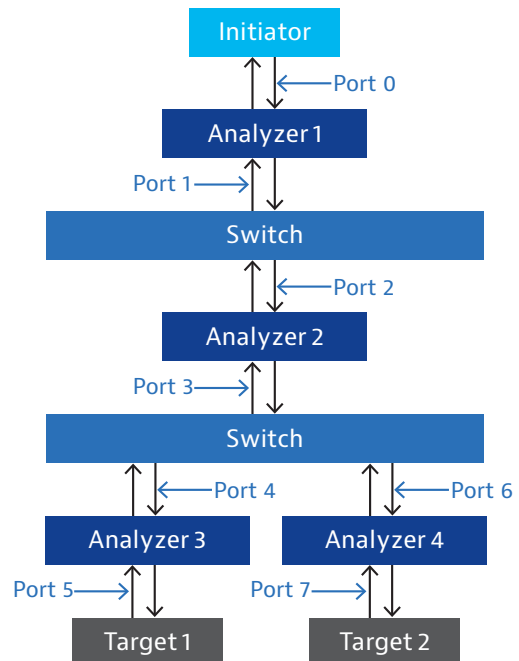 Initiator
Port 0
Analyzer 1
Port 1
Switch
Port 2
Analyzer 2
Port 3
Switch
Port 4
Port 6
Analyzer 3
Analyzer 4
Port 5
Port 7
Target 1
Target 2